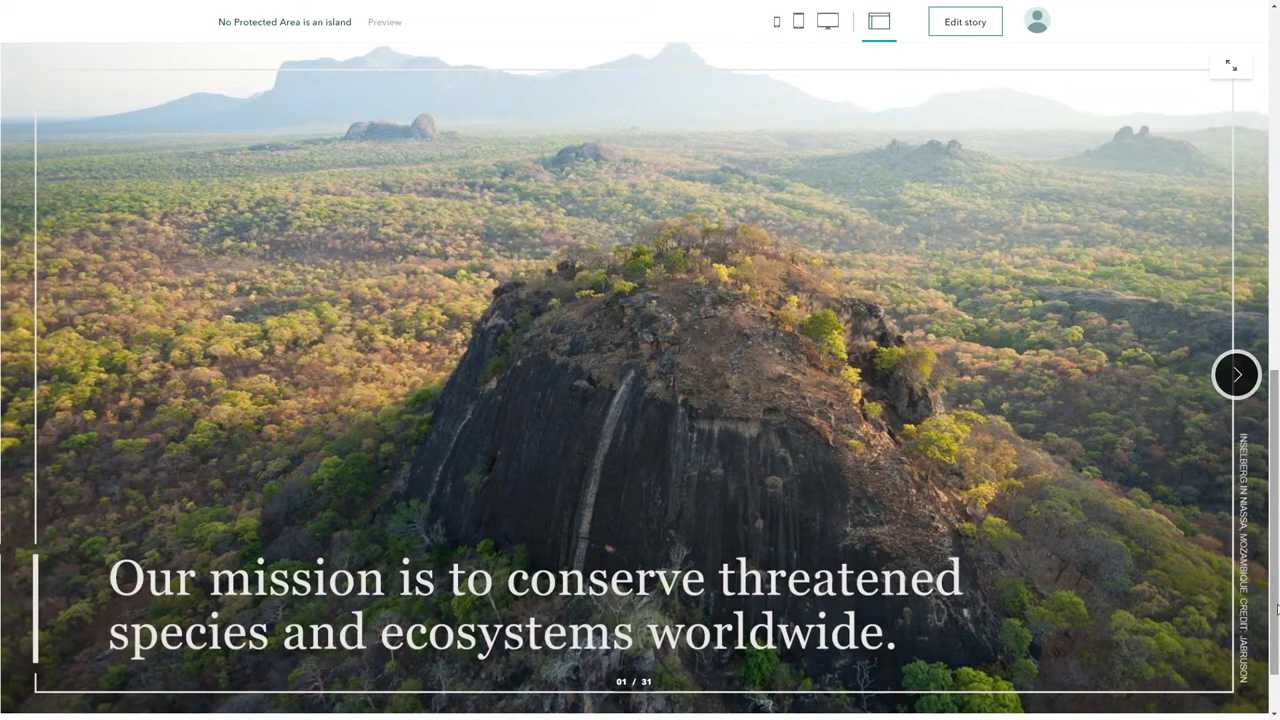 No Protected Area is an island
Preview
Edit story
Our mission is to conserve threatened
species and ecosystems worldwide.
01 / 31
INSELBERG IN NIASSA, MOZAMBIQUE. CREDIT: JABRUSON